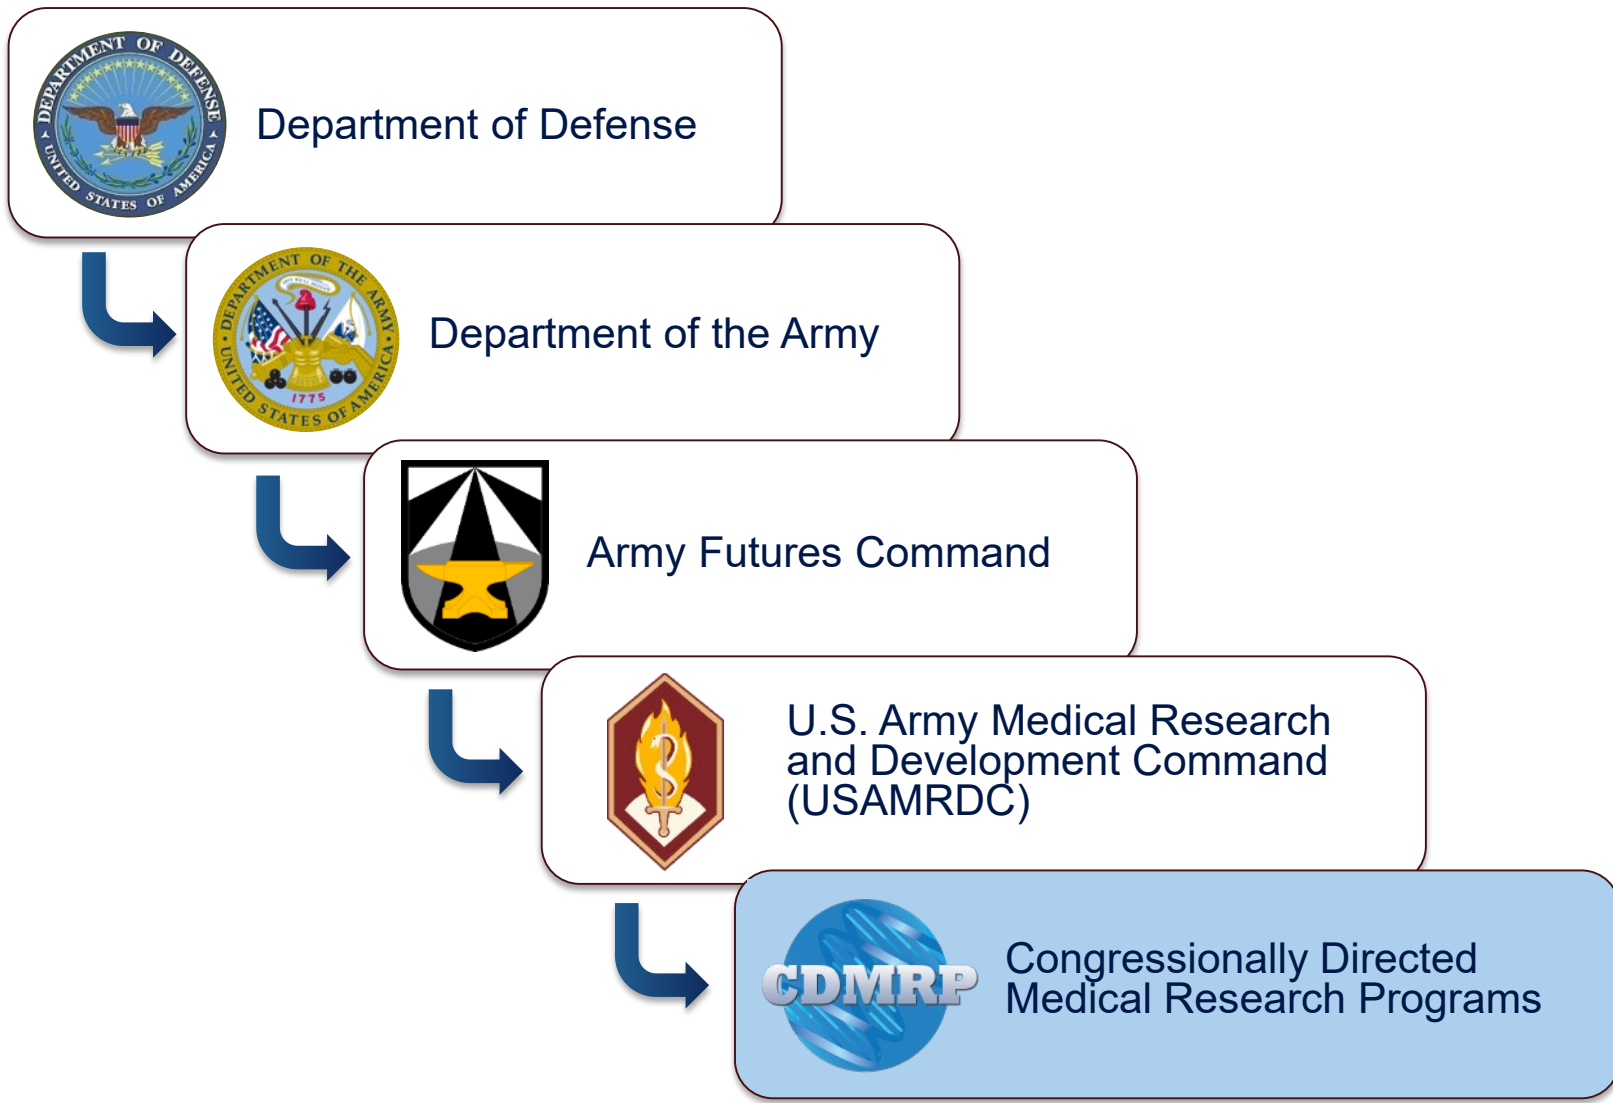 DEPARTMENT OF DEFENSE
UNITED STATES OF AMERICA
Department of Defense
DEPARTMENT OF THE ARMY
UNITED STATES OF AMERICA
1775
Department of the Army
Army Futures Command
U.S. Army Medical Research
and Development Command
(USAMRDC)
CDMRP
Congressionally Directed
Medical Research Programs